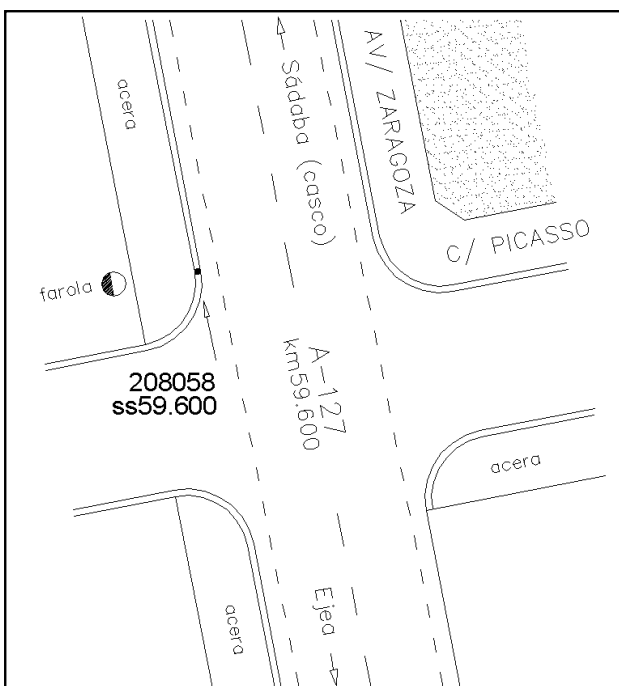 acera
Sádaba (casco)
AV/ ZARAGOZA
C/ PICASSO
farola
208058
ss59.600
A-127
km59.600
acera
acera
Ejea